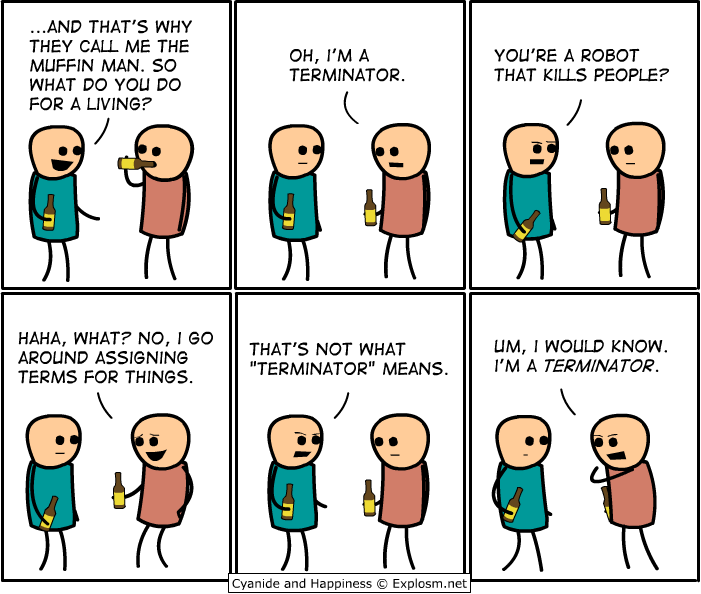 ...AND THAT'S WHY
THEY CALL ME THE
MUFFIN MAN. SO
WHAT DO YOU DO
FOR A LIVING?
OH, I'M A
TERMINATOR.
YOU'RE A ROBOT
THAT KILLS PEOPLE?
HAHA, WHAT? NO, I GO
AROUND ASSIGNING
TERMS FOR THINGS.
THAT'S NOT WHAT
"TERMINATOR" MEANS.
UM, I WOULD KNOW.
I'M A TERMINATOR.
Cyanide and Happiness © Explosm.net